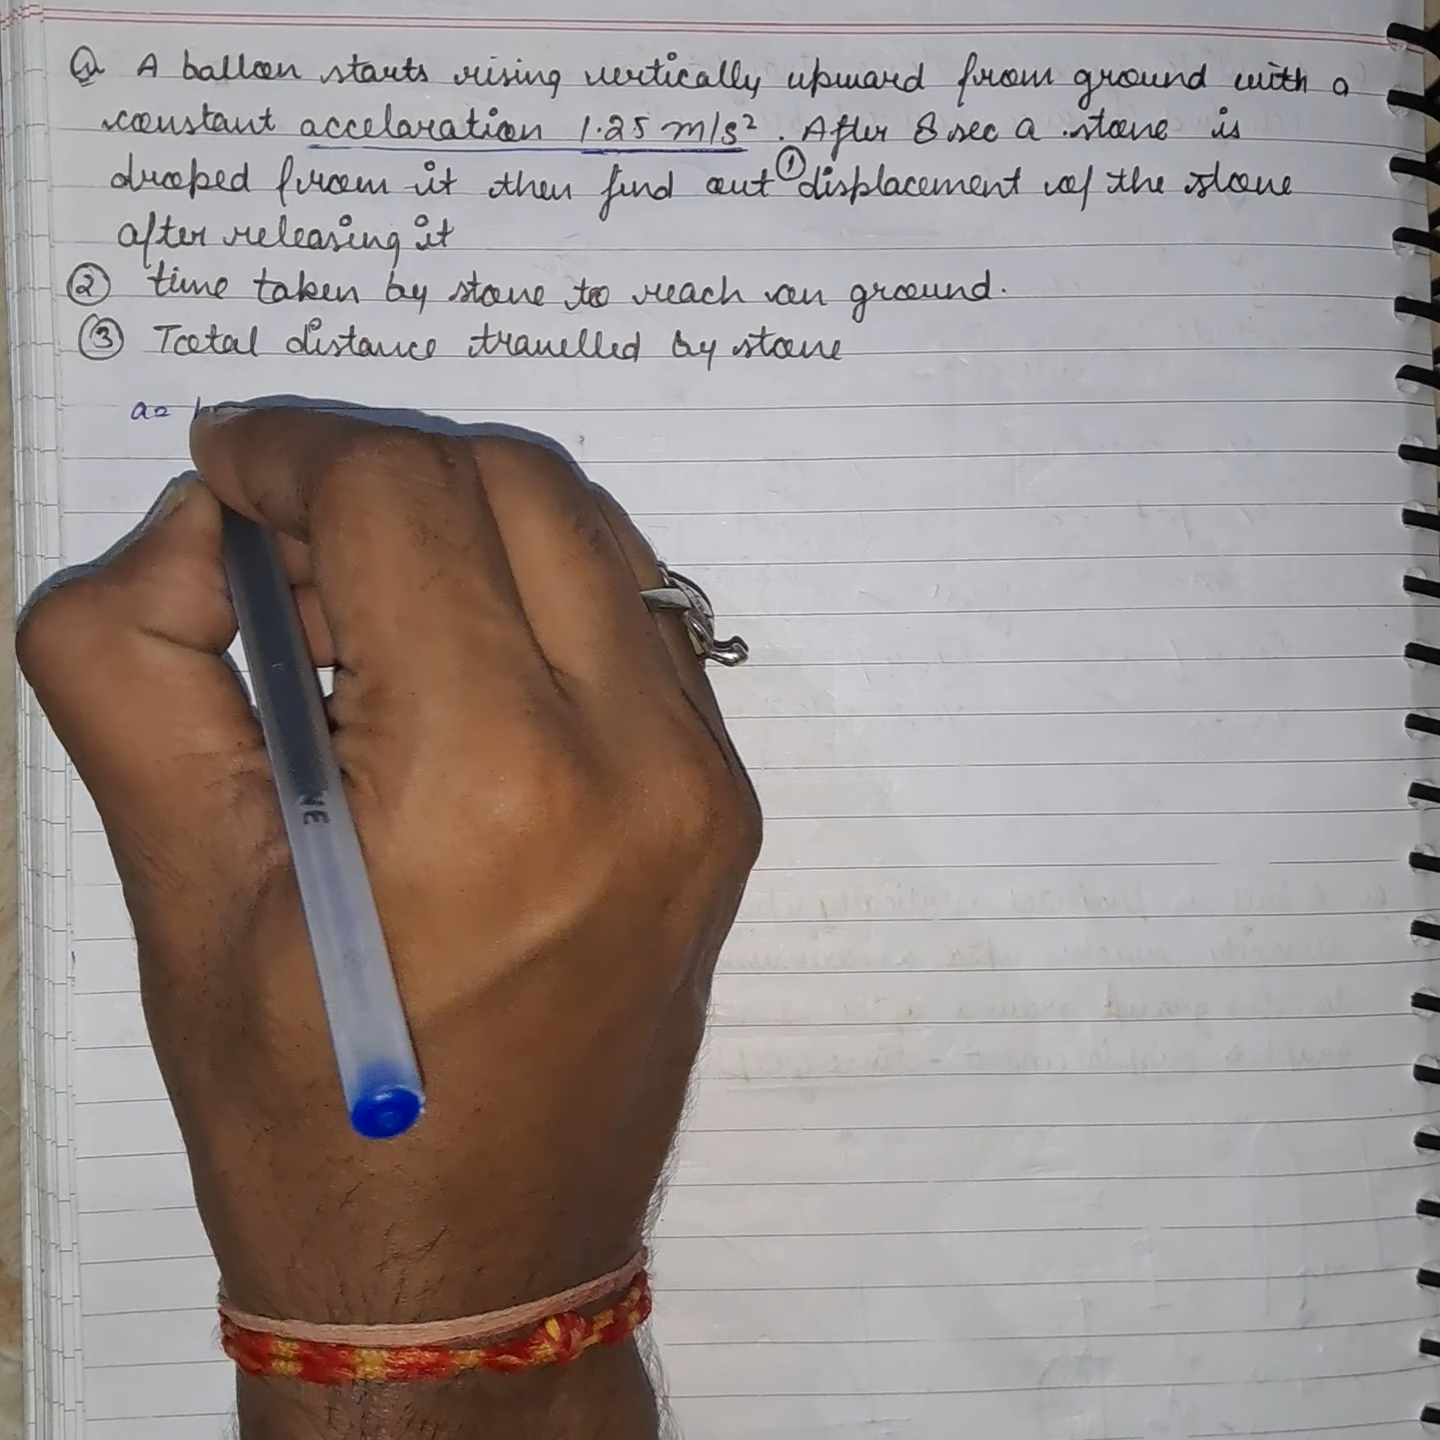 Q A balloon starts rising vertically upward from ground with a
constant accelaration 1.25 m/s². After 8 sec a stone is
droped from it then find out ① displacement of the stone
after releasing it
② time taken by stone to reach on ground.
③ Total distance travelled by stone
a=
NE